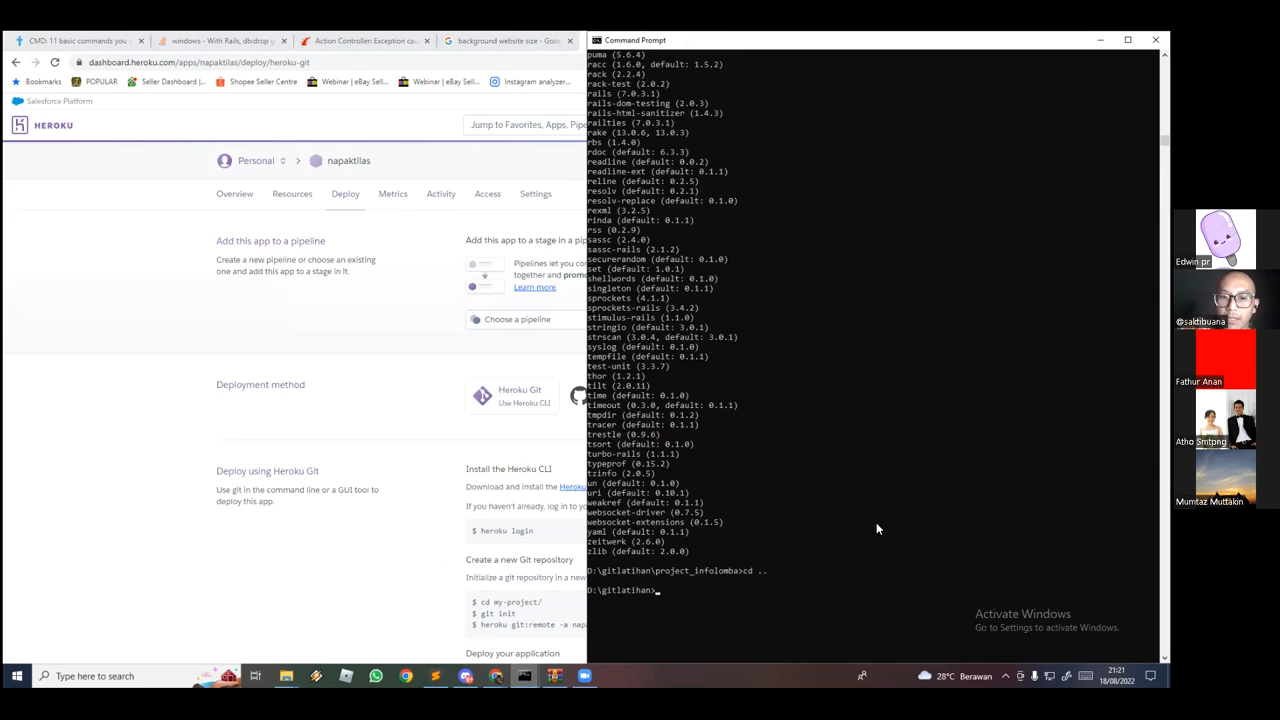 CMD: 11 basic commands you
windows - With Rails, db:drop g
Action Controller: Exception cau
background website size - Goog
dashboard.heroku.com/apps/napaktilas/deploy/heroku-git
Bookmarks
POPULAR
Seller Dashboard |...
Shopee Seller Centre
Webinar | eBay Sem...
Webinar | eBay Sem...
Instagram analyzer...
Salesforce Platform
HEROKU
Jump to Favorites, Apps, Pipe
Personal
napaktilas
Overview
Resources
Deploy
Metrics
Activity
Access
Settings
Add this app to a pipeline
Create a new pipeline or choose an existing
one and add this app to a stage in it.
Add this app to a stage in a pip
Pipelines let you con
together and promo
Learn more.
Choose a pipeline
Deployment method
Heroku Git
Use Heroku CLI
Deploy using Heroku Git
Use git in the command line or a GUI tool to
deploy this app.
Install the Heroku CLI
Download and install the Heroku
If you haven't already, log in to y
$ heroku login
Create a new Git repository
Initialize a git repository in a new
$ cd my-project/
$ git init
$ heroku git:remote -a napa
Deploy your application
Command Prompt
puma (5.6.4)
racc (1.6.0, default: 1.5.2)
rack (2.2.4)
rack-test (2.0.2)
rails (7.0.3.1)
rails-dom-testing (2.0.3)
rails-html-sanitizer (1.4.3)
railties (7.0.3.1)
rake (13.0.6, 13.0.3)
rbs (1.4.0)
rdoc (default: 6.3.3)
readline (default: 0.0.2)
readline-ext (default: 0.1.1)
reline (default: 0.2.5)
resolv (default: 0.2.1)
resolv-replace (default: 0.1.0)
rexml (3.2.5)
rinda (default: 0.1.1)
rss (0.2.9)
sassc (2.4.0)
sassc-rails (2.1.2)
securerandom (default: 0.1.0)
set (default: 1.0.1)
shellwords (default: 0.1.0)
singleton (default: 0.1.1)
sprockets (4.1.1)
sprockets-rails (3.4.2)
stimulus-rails (1.1.0)
stringio (default: 3.0.1)
strscan (3.0.4, default: 3.0.1)
syslog (default: 0.1.0)
tempfile (default: 0.1.1)
test-unit (3.3.7)
thor (1.2.1)
tilt (2.0.11)
time (default: 0.1.0)
timeout (0.3.0, default: 0.1.1)
tmpdir (default: 0.1.2)
tracer (default: 0.1.1)
trestle (0.9.6)
tsort (default: 0.1.0)
turbo-rails (1.1.1)
typeprof (0.15.2)
tzinfo (2.0.5)
un (default: 0.1.0)
uri (default: 0.10.1)
weakref (default: 0.1.1)
websocket-driver (0.7.5)
websocket-extensions (0.1.5)
yaml (default: 0.1.1)
zeitwerk (2.6.0)
zlib (default: 2.0.0)
D:\gitlatihan\project_infolomba>cd ..
D:\gitlatihan>_
Activate Windows
Go to Settings to activate Windows.
Edwin pr
@saktibuana
Fathur Anan
Atho Smtpng
Mumtaz Muttakin
Type here to search
28°C Berawan
21:21
18/08/2022